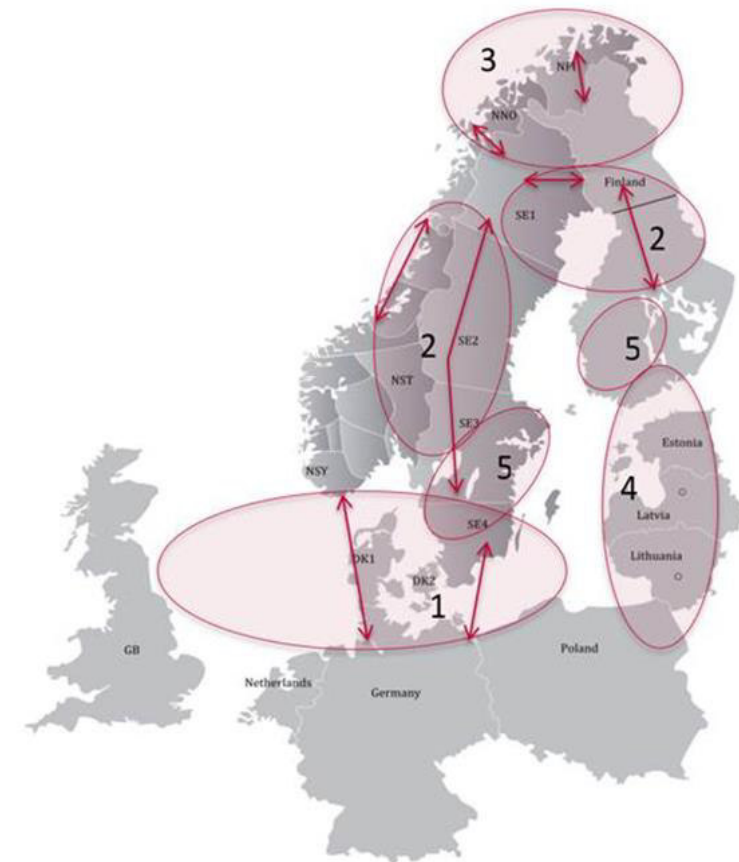 3
NFI
NNO
Finland
SE1
2
2
SE2
5
NST
SE3
Estonia
NSY
5
4
Latvia
SE4
Lithuania
DK1
DK2
1
GB
Poland
Netherlands
Germany